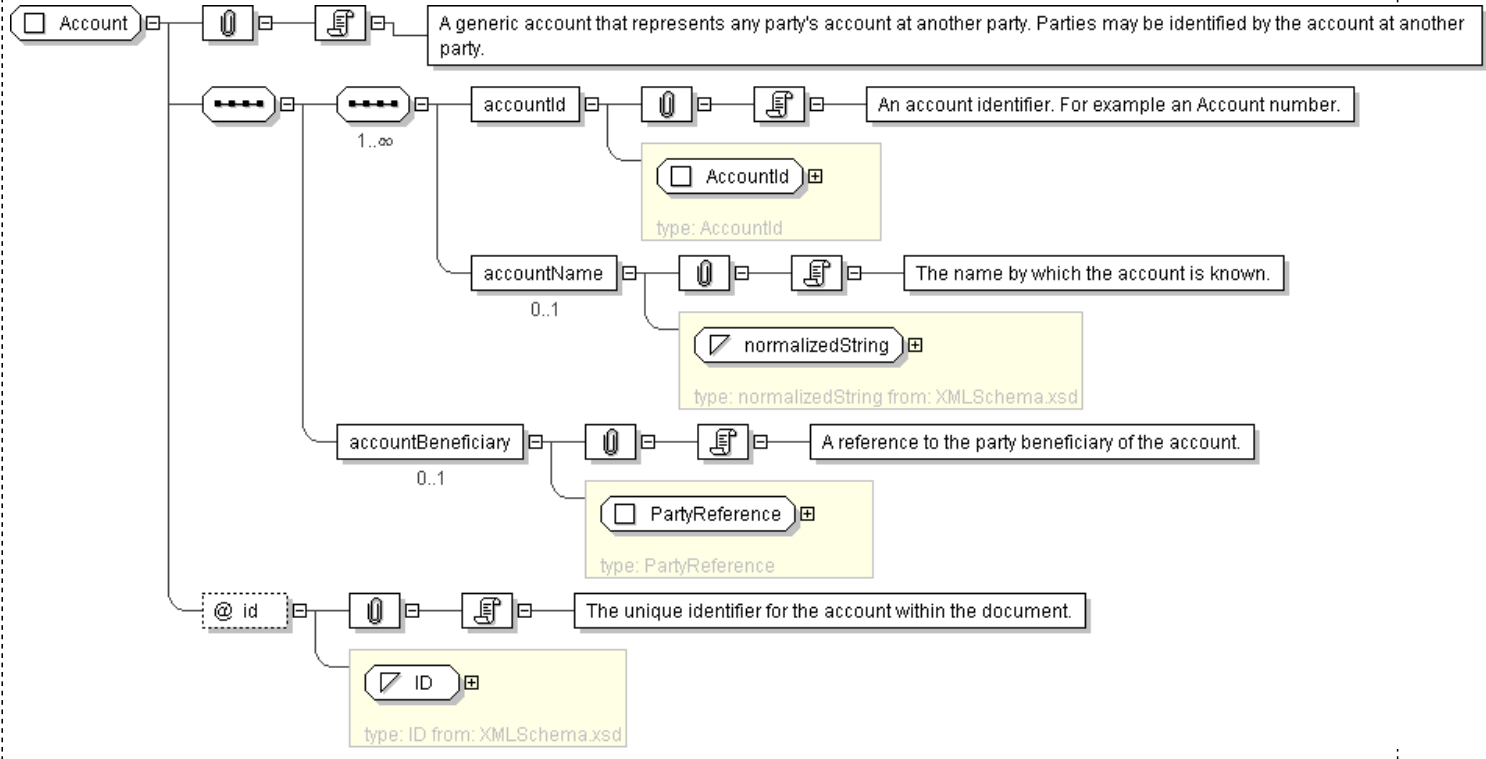 Account
A generic account that represents any party's account at another party. Parties may be identified by the account at another
party.
1..∞
accountId
An account identifier. For example an Account number.
AccountId
type: AccountId
accountName
The name by which the account is known.
0..1
normalizedString
type: normalizedString from: XMLSchema.xsd
accountBeneficiary
A reference to the party beneficiary of the account.
0..1
PartyReference
type: PartyReference
@ id
The unique identifier for the account within the document.
ID
type: ID from: XMLSchema.xsd